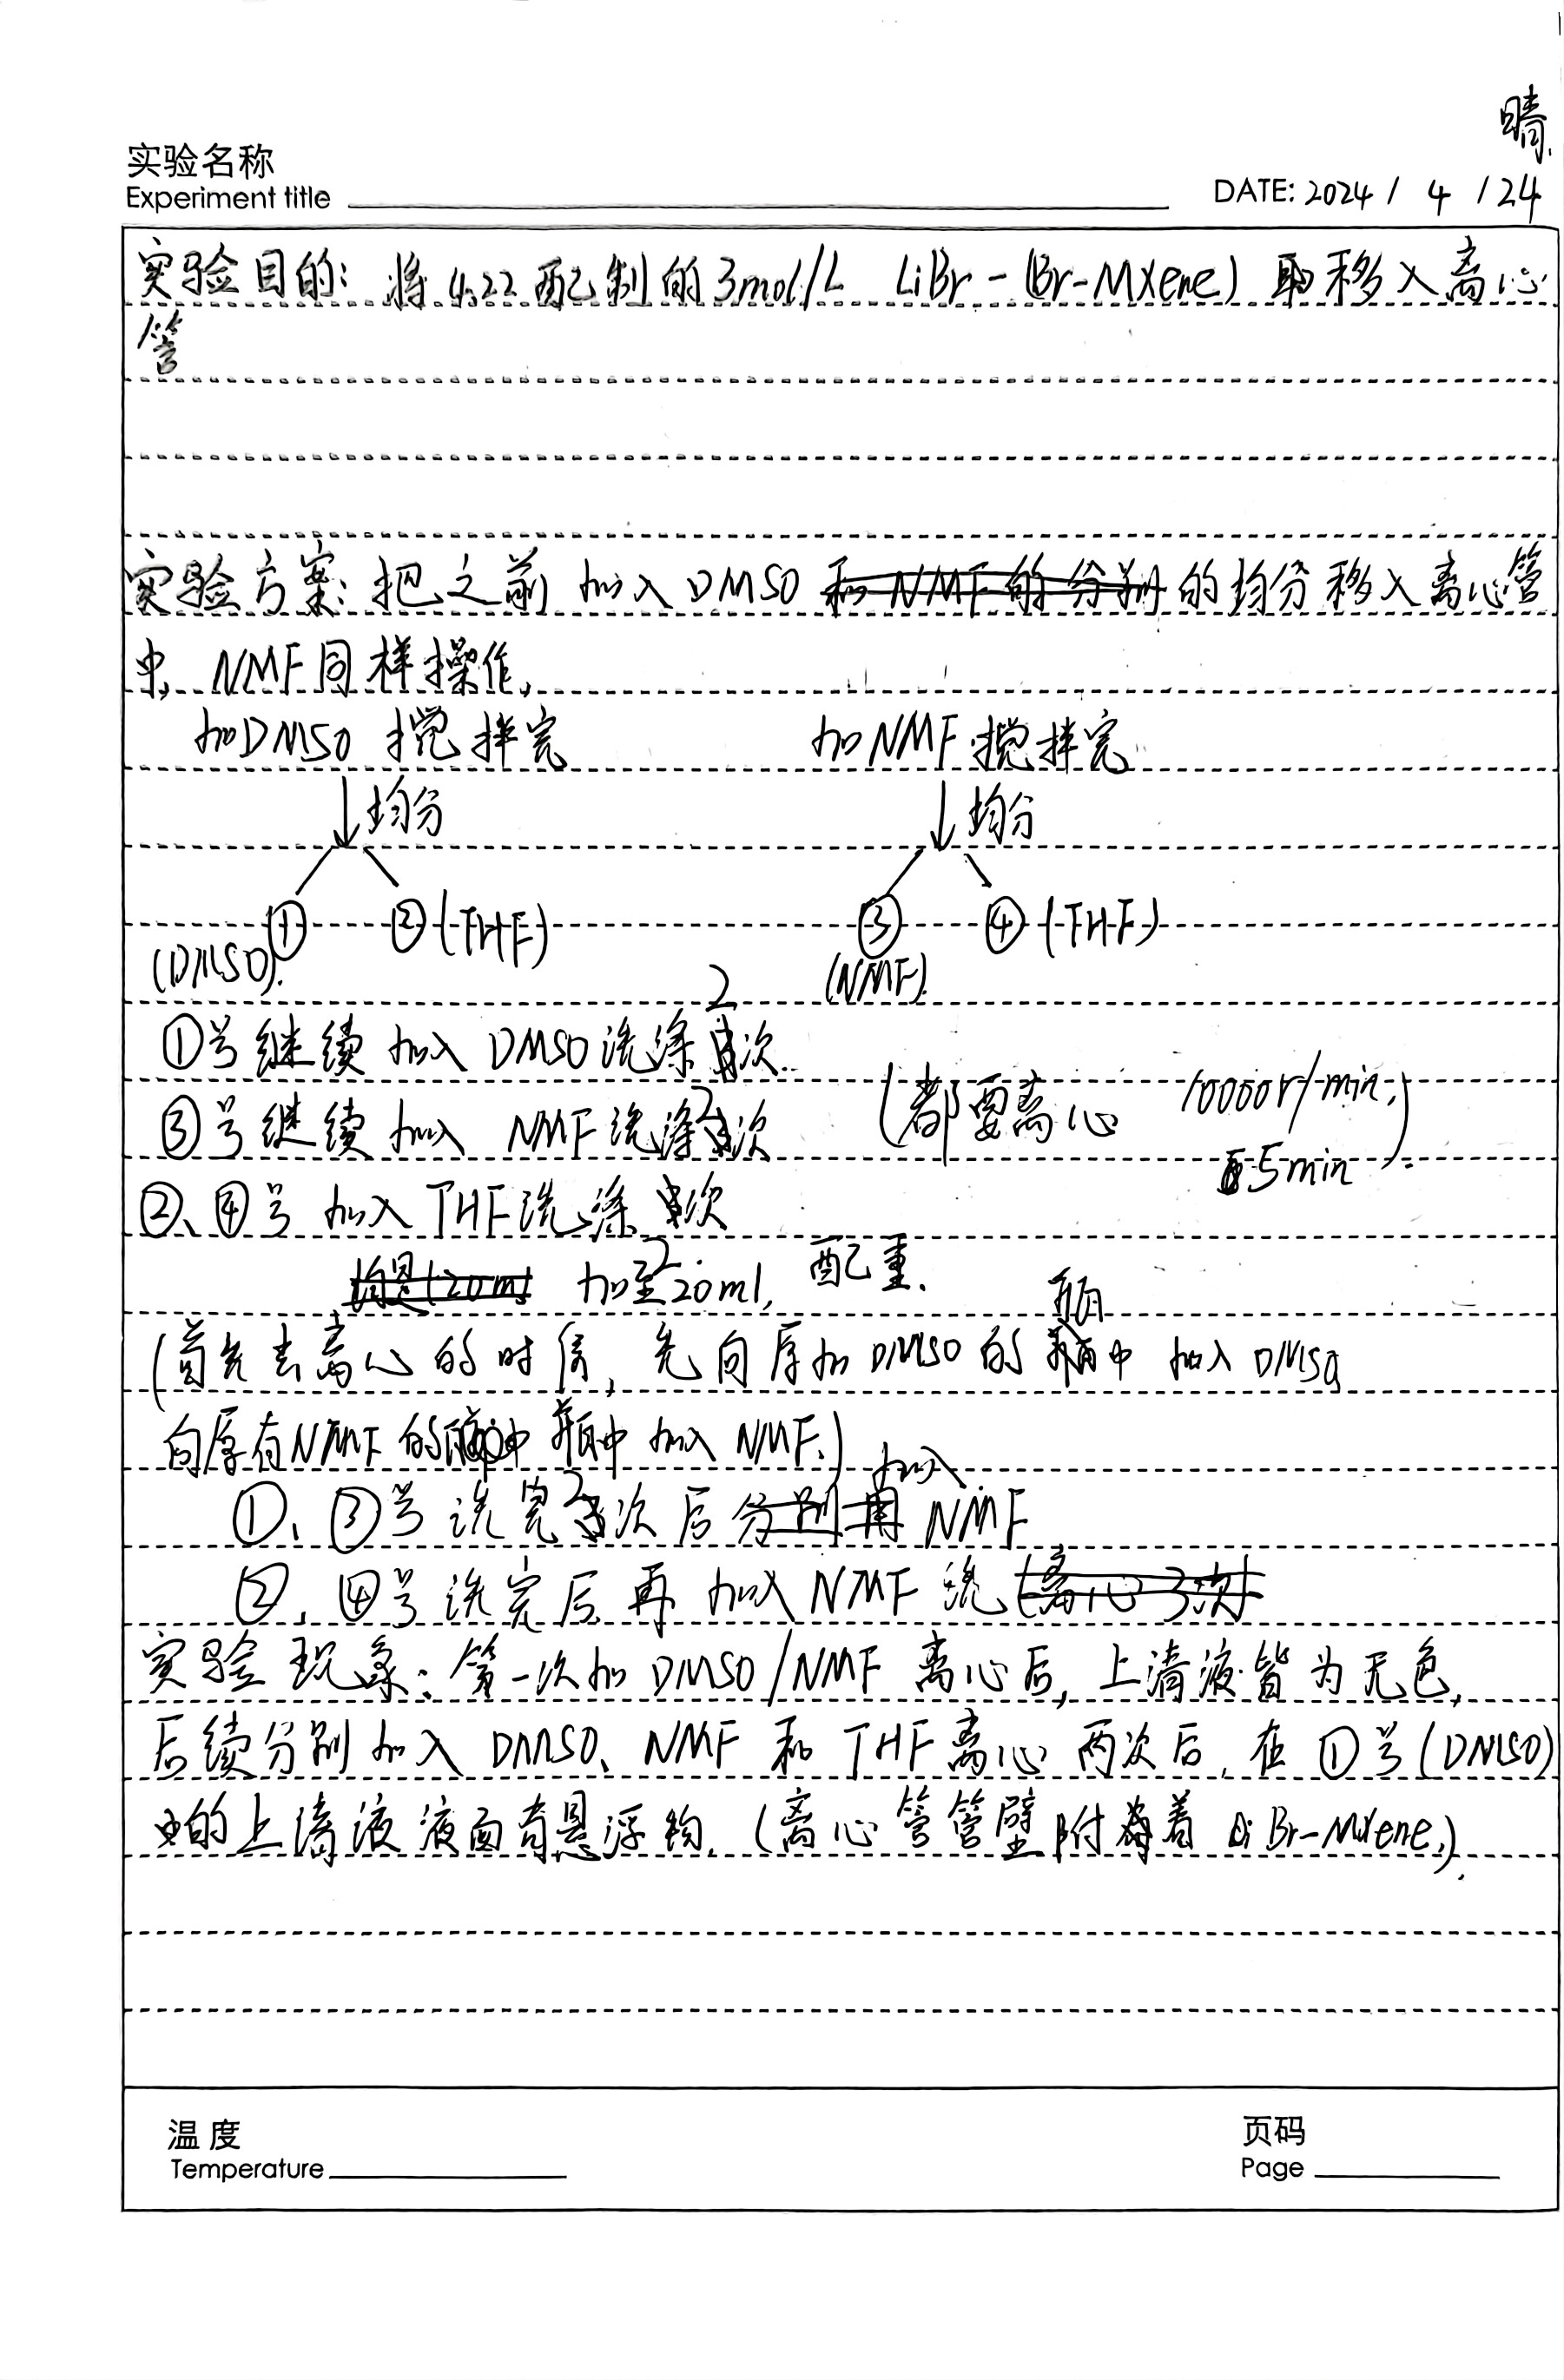 晴.
实验名称
Experiment title
DATE: 2024 / 4 / 24
实验目的: 将4.22配制的3mol/L LiBr-(Br-MXene) 取移入离心
管
实验方案: 把之前加入DMSO 和NMF的分别 的均分移入离心管
中, NMF同样操作,
加DMSO 搅拌完 加NMF搅拌完
↓均分 ↓均分
① ②(THF) ③ ④(THF)
(DMSO). (NMF).
①号继续加入DMSO洗涤2次.
③号继续加入 NMF洗涤2次 (都要离心 10000r/min,
5min).
②、④号加入THF洗涤次
2
加至20ml, 配重.
(首先去离心的时候, 先向原加DMSO的瓶中加入DMSO,
向原有NMF的瓶中加入NMF.)
①、③号洗完2次后分别用加入NMF
②、④号洗完后再加入NMF洗(离心3次)
实验现象: 第一次加DMSO/NMF离心后, 上清液皆为无色,
后续分别加入DMSO、NMF和THF离心两次后, 在①号(DMSO)
中的上清液液面有悬浮物. (离心管管壁附着Br-MXene,).
温度
Temperature
页码
Page